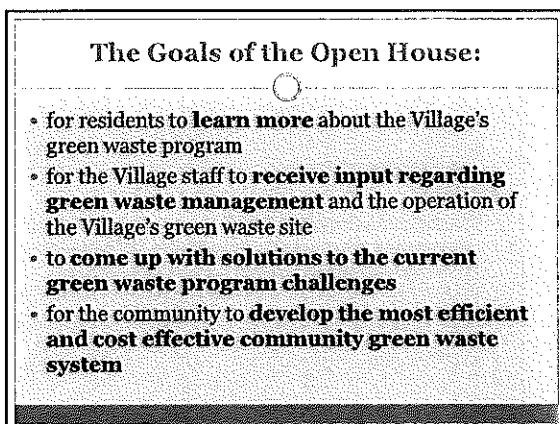 The Goals of the Open House:
• for residents to learn more about the Village's
green waste program
• for the Village staff to receive input regarding
green waste management and the operation of
the Village's green waste site
• to come up with solutions to the current
green waste program challenges
• for the community to develop the most efficient
and cost effective community green waste
system